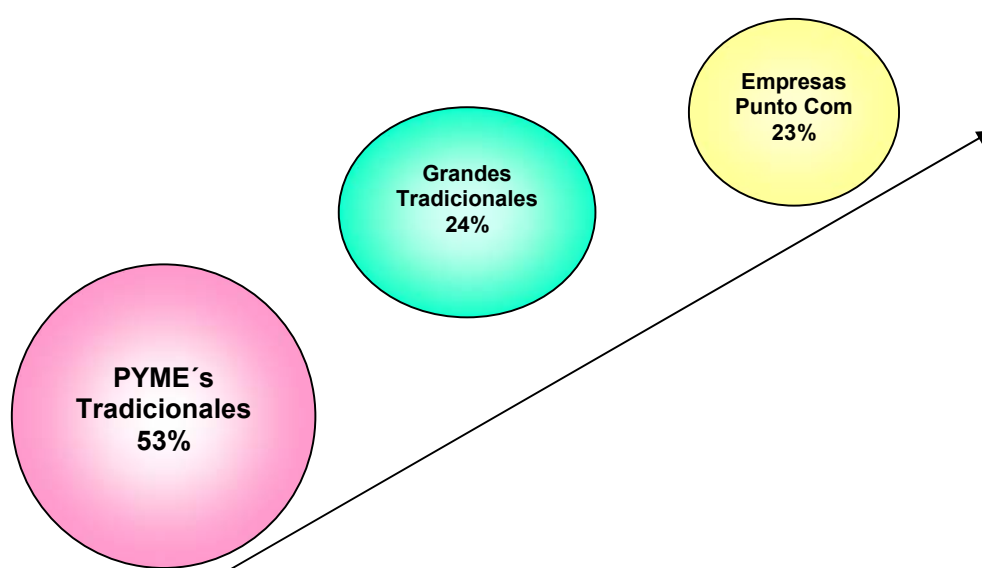 Empresas
Punto Com
23%
Grandes
Tradicionales
24%
PYME´s
Tradicionales
53%